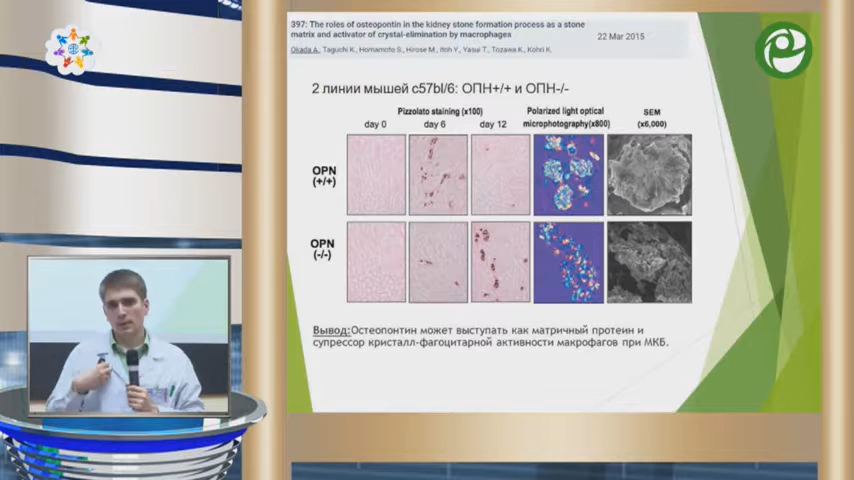 397: The roles of osteopontin in the kidney stone formation process as a stone
matrix and activator of crystal-elimination by macrophages
22 Mar 2015
Okada A., Taguchi K., Hamamoto S., Hirose M., Itoh Y., Yasui T., Tozawa K., Kohri K.
2 линии мышей c57bl/6: ОПН+/+ и ОПН-/-
Pizzolato staining (x100)
day 0 day 6 day 12
Polarized light optical
microphotography(x800)
SEM
(x6,000)
OPN
(+/+)
OPN
(-/-)
Вывод:Остеопонтин может выступать как матричный протеин и
супрессор кристалл-фагоцитарной активности макрофагов при МКБ.